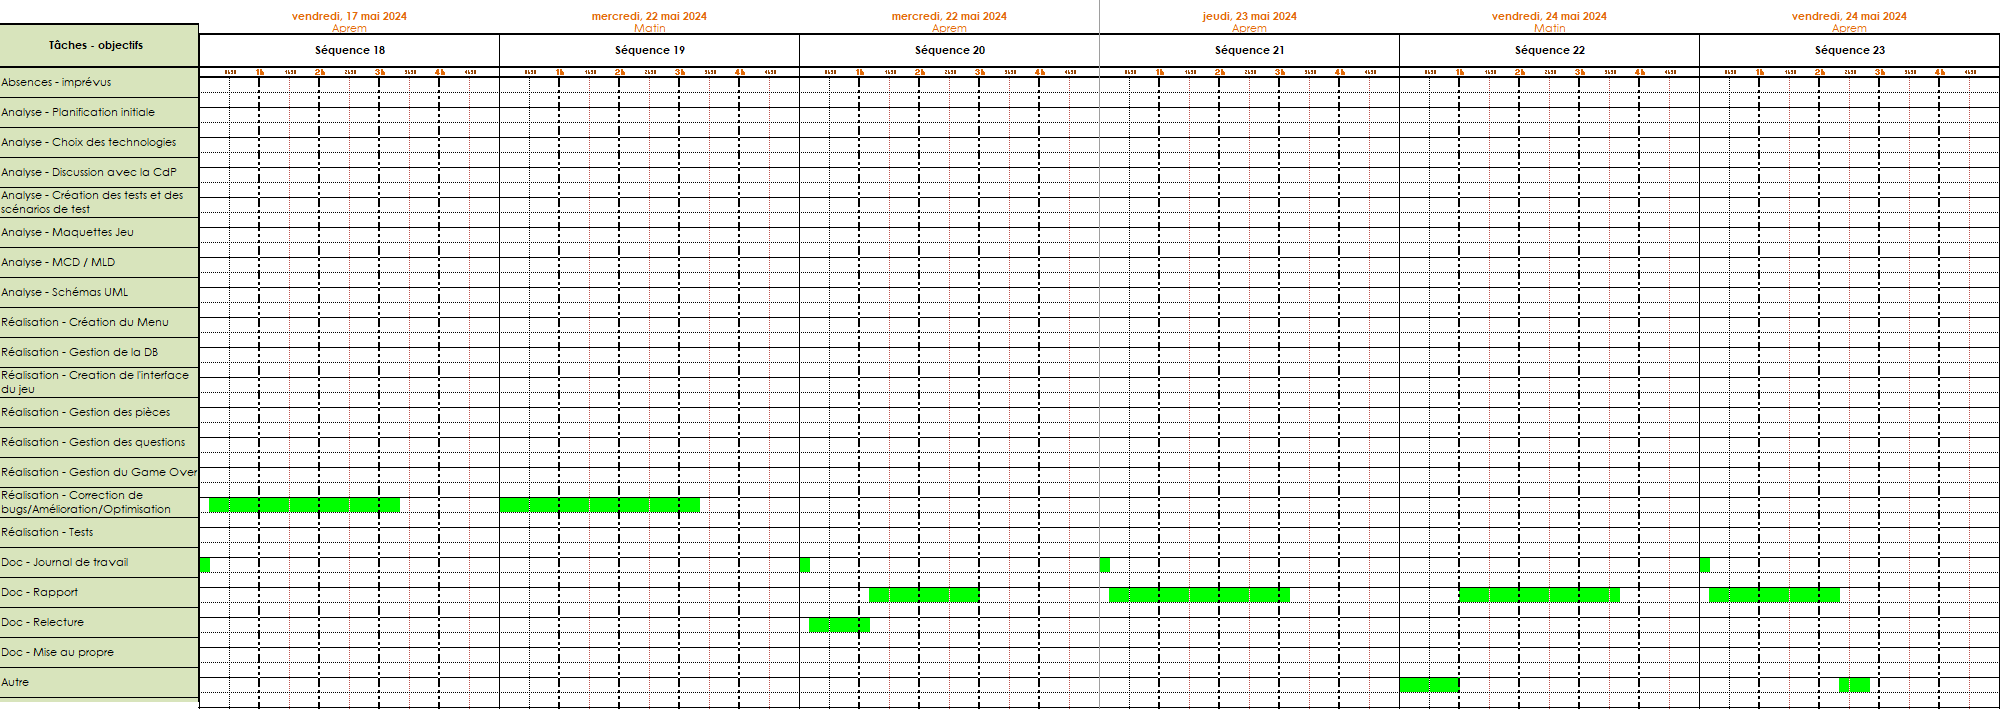 vendredi, 17 mai 2024 mercredi, 22 mai 2024 mercredi, 22 mai 2024 jeudi, 23 mai 2024 vendredi, 24 mai 2024 vendredi, 24 mai 2024
Aprem Matin Aprem Aprem Matin Aprem
Tâches - objectifs Séquence 18 Séquence 19 Séquence 20 Séquence 21 Séquence 22 Séquence 23
1h 2h 3h 4h 1h 2h 3h 4h 1h 2h 3h 4h 1h 2h 3h 4h 1h 2h 3h 4h 1h 2h 3h 4h
Absences - imprévus
Analyse - Planification initiale
Analyse - Choix des technologies
Analyse - Discussion avec la CdP
Analyse - Création des tests et des
scénarios de test
Analyse - Maquettes Jeu
Analyse - MCD / MLD
Analyse - Schémas UML
Réalisation - Création du Menu
Réalisation - Gestion de la DB
Réalisation - Creation de l'interface
du jeu
Réalisation - Gestion des pièces
Réalisation - Gestion des questions
Réalisation - Gestion du Game Over
Réalisation - Correction de
bugs/Amélioration/Optimisation
Réalisation - Tests
Doc - Journal de travail
Doc - Rapport
Doc - Relecture
Doc - Mise au propre
Autre